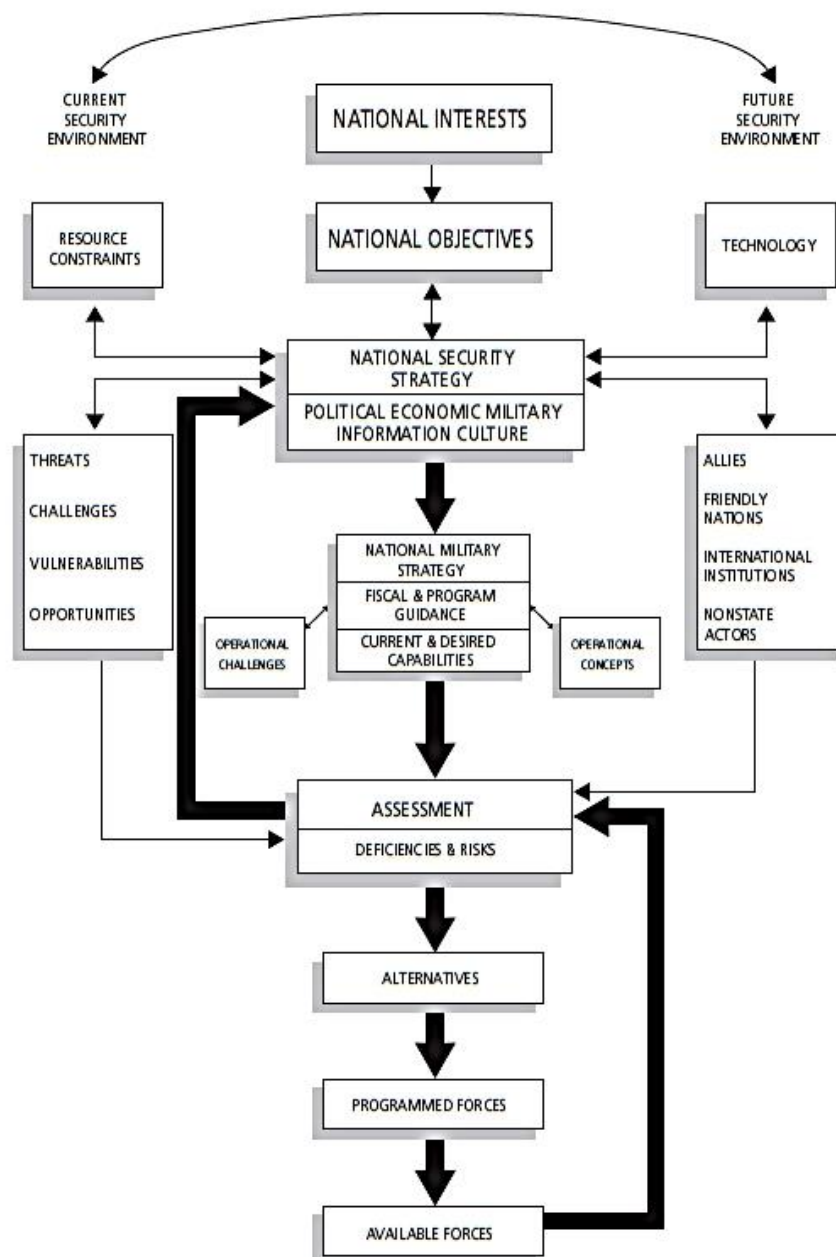 CURRENT
SECURITY
ENVIRONMENT
NATIONAL INTERESTS
FUTURE
SECURITY
ENVIRONMENT
RESOURCE
CONSTRAINTS
NATIONAL OBJECTIVES
TECHNOLOGY
NATIONAL SECURITY
STRATEGY
POLITICAL ECONOMIC MILITARY
INFORMATION CULTURE
THREATS
CHALLENGES
VULNERABILITIES
OPPORTUNITIES
ALLIES
FRIENDLY
NATIONS
INTERNATIONAL
INSTITUTIONS
NONSTATE
ACTORS
NATIONAL MILITARY
STRATEGY
FISCAL & PROGRAM
GUIDANCE
CURRENT & DESIRED
CAPABILITIES
OPERATIONAL
CHALLENGES
OPERATIONAL
CONCEPTS
ASSESSMENT
DEFICIENCIES & RISKS
ALTERNATIVES
PROGRAMMED FORCES
AVAILABLE FORCES